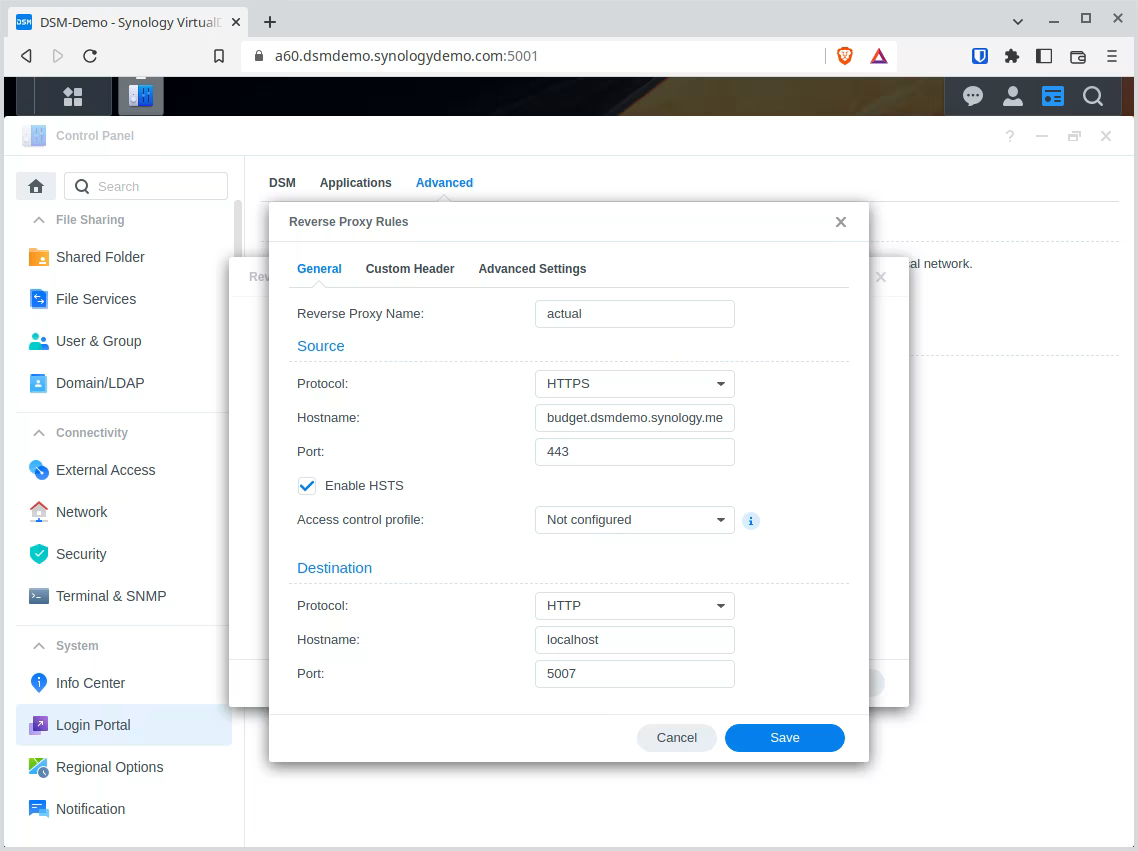 DSM-Demo - Synology VirtualD
a60.dsmdemo.synologydemo.com:5001
Control Panel
Search
File Sharing
Shared Folder
File Services
User & Group
Domain/LDAP
Connectivity
External Access
Network
Security
Terminal & SNMP
System
Info Center
Login Portal
Regional Options
Notification
DSM Applications Advanced
al network.
Rev
Reverse Proxy Rules
General Custom Header Advanced Settings
Reverse Proxy Name: actual
Source
Protocol: HTTPS
Hostname: budget.dsmdemo.synology.me
Port: 443
Enable HSTS
Access control profile: Not configured
Destination
Protocol: HTTP
Hostname: localhost
Port: 5007
Cancel Save